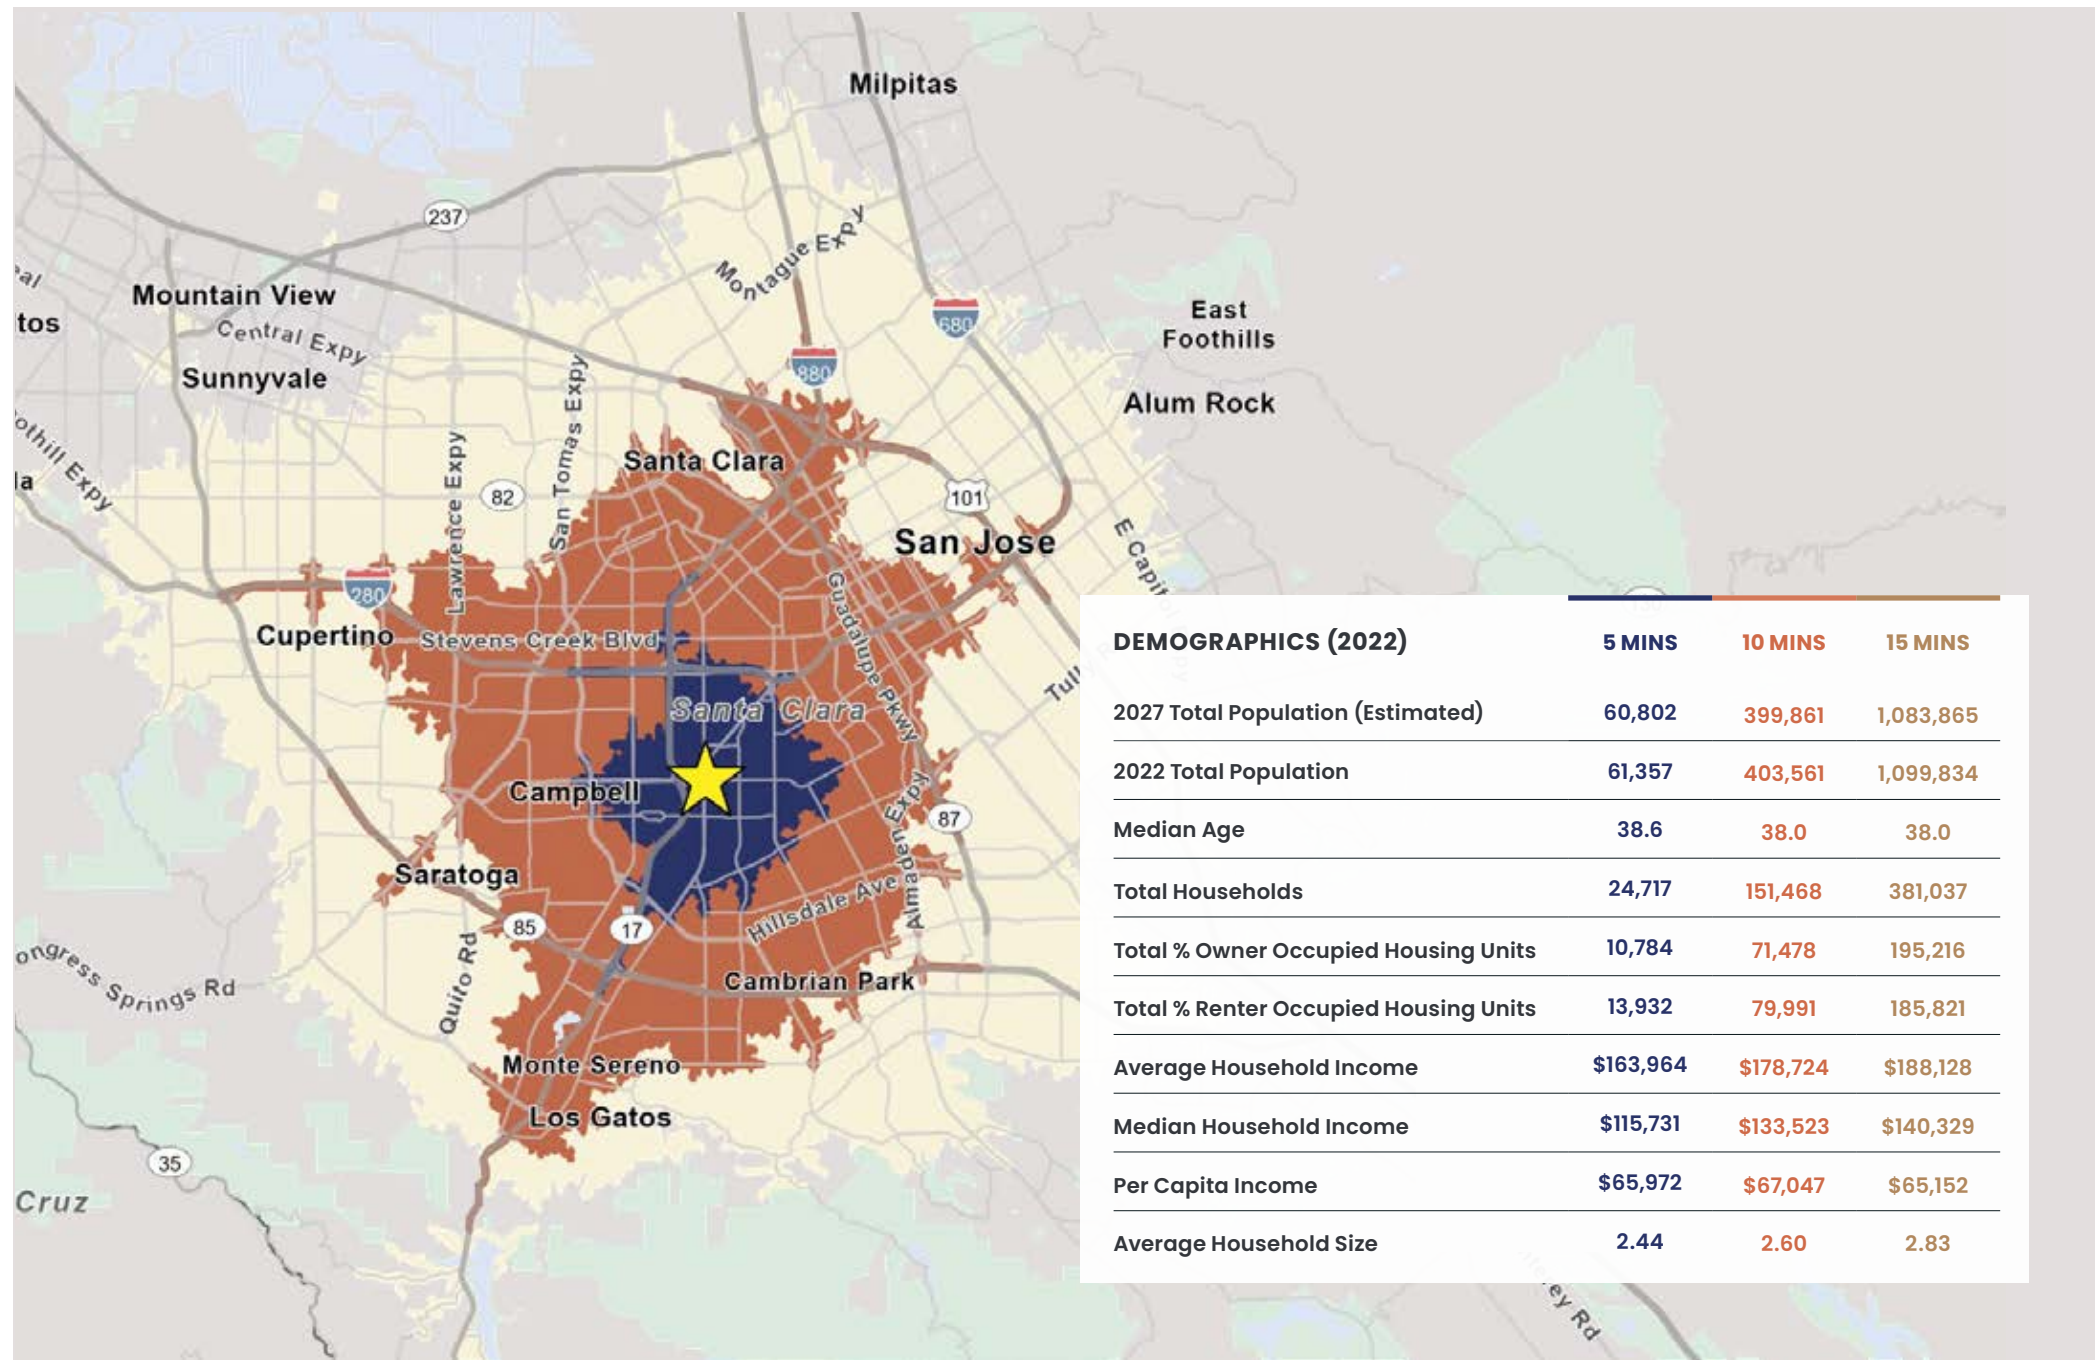 Milpitas
237
Montague Expy
Mountain View
tos
Central Expy
Sunnyvale
680
East
Foothills
880
Alum Rock
San Tomas Expy
Lawrence Expy
Santa Clara
82
101
San Jose
la
280
Guadalupe Pkwy
Cupertino
Stevens Creek Blvd
Santa Clara
Campbell
Almaden Expy
87
Saratoga
Hillsdale Ave
85
17
Quito Rd
Cambrian Park
ongress Springs Rd
Monte Sereno
Los Gatos
35
Cruz
ey Rd
DEMOGRAPHICS (2022) 5 MINS 10 MINS 15 MINS
2027 Total Population (Estimated) 60,802 399,861 1,083,865
2022 Total Population 61,357 403,561 1,099,834
Median Age 38.6 38.0 38.0
Total Households 24,717 151,468 381,037
Total % Owner Occupied Housing Units 10,784 71,478 195,216
Total % Renter Occupied Housing Units 13,932 79,991 185,821
Average Household Income $163,964 $178,724 $188,128
Median Household Income $115,731 $133,523 $140,329
Per Capita Income $65,972 $67,047 $65,152
Average Household Size 2.44 2.60 2.83